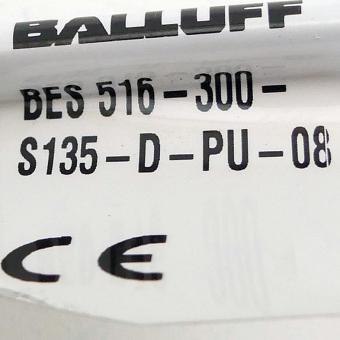 BALLUFF
BES 516-300-
S135-D-PU-08
CE